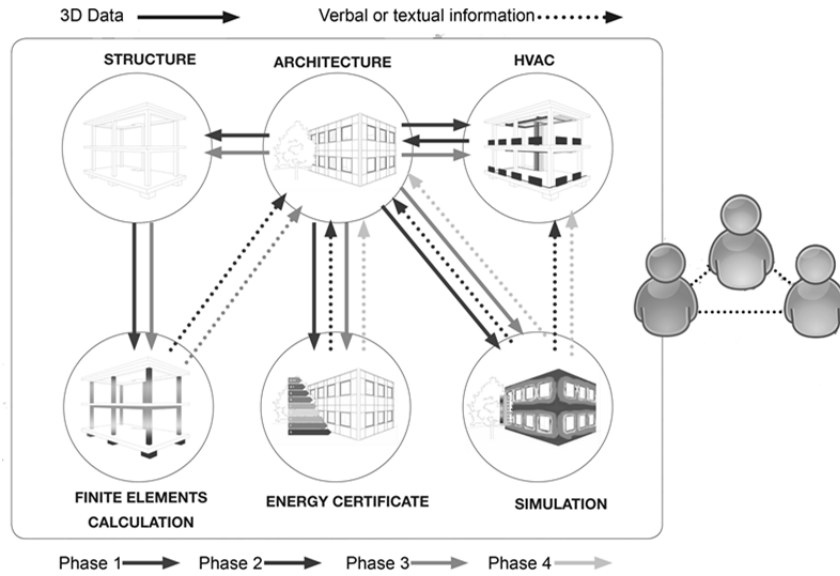 3D Data
Verbal or textual information
STRUCTURE
ARCHITECTURE
HVAC
FINITE ELEMENTS
CALCULATION
ENERGY CERTIFICATE
SIMULATION
Phase 1
Phase 2
Phase 3
Phase 4